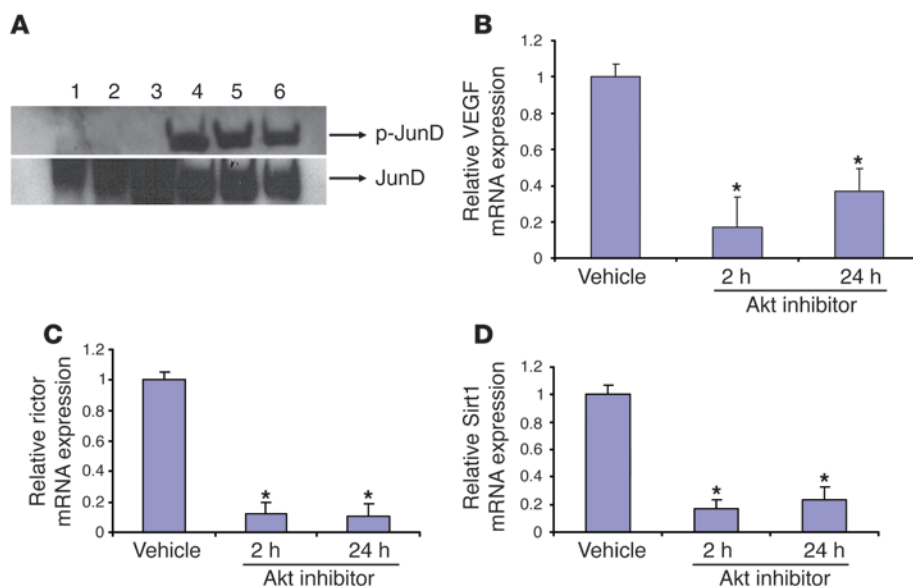 A
1 2 3 4 5 6
p-JunD
JunD
B
Relative VEGF
mRNA expression
1.2
1
0.8
0.6
0.4
0.2
0
*
*
Vehicle
2 h
24 h
Akt inhibitor
C
Relative rictor
mRNA expression
1.2
1
0.8
0.6
0.4
0.2
0
*
*
Vehicle
2 h
24 h
Akt inhibitor
D
Relative Sirt1
mRNA expression
1.2
1
0.8
0.6
0.4
0.2
0
*
*
Vehicle
2 h
24 h
Akt inhibitor